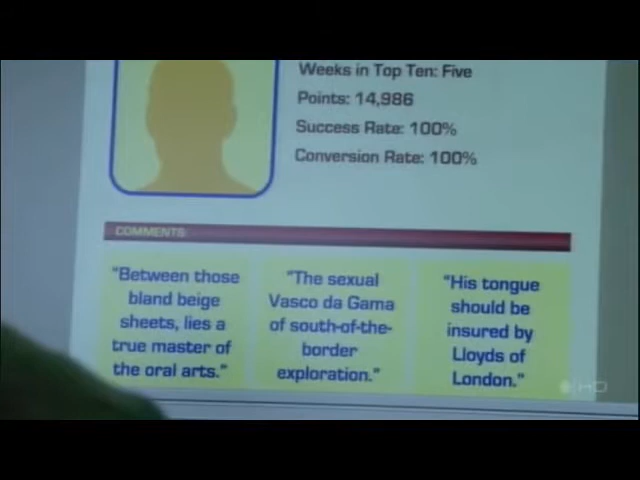 Weeks in Top Ten: Five
Points: 14,986
Success Rate: 100%
Conversion Rate: 100%
COMMENTS:
"Between those
bland beige
sheets, lies a
true master of
the oral arts."
"The sexual
Vasco da Gama
of south-of-the-
border
exploration."
"His tongue
should be
insured by
Lloyds of
London."
HD